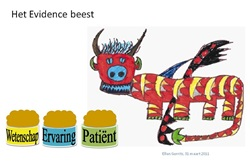 Het Evidence beest
Wetenschap
Ervaring
Patiënt